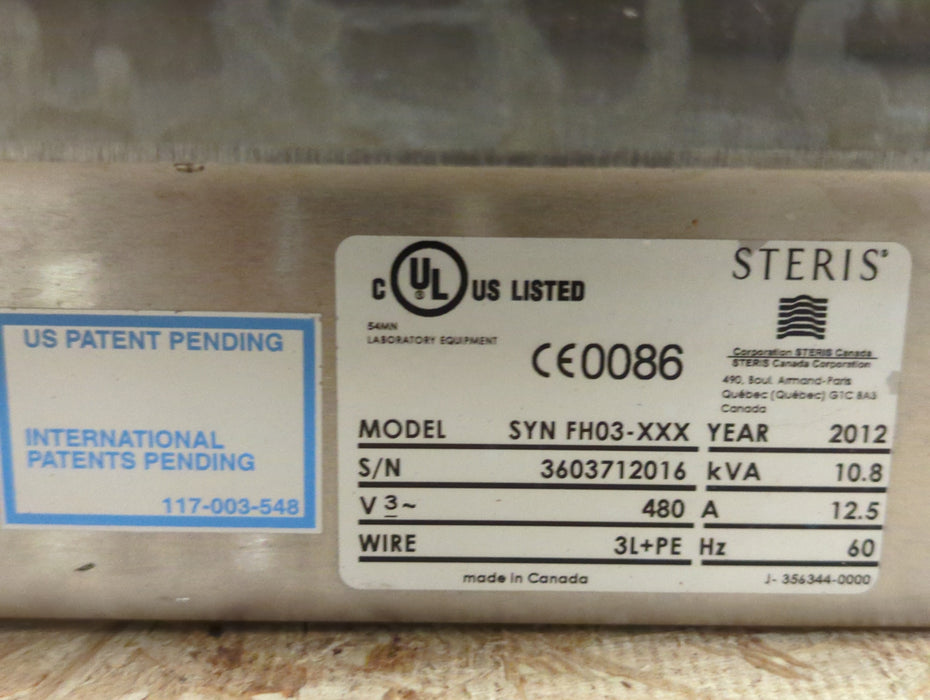 US PATENT PENDING
INTERNATIONAL
PATENTS PENDING
117-003-548
C UL® US LISTED
54MN
LABORATORY EQUIPMENT
CE0086
STERIS®
Corporation STERIS Canada
STERIS Canada Corporation
490, Boul. Armand-Paris
Québec (Québec) G1C 8A3
Canada
MODEL SYN FH03-XXX YEAR 2012
S/N 3603712016 kVA 10.8
V 3~ 480 A 12.5
WIRE 3L+PE Hz 60
made in Canada J- 356344-0000